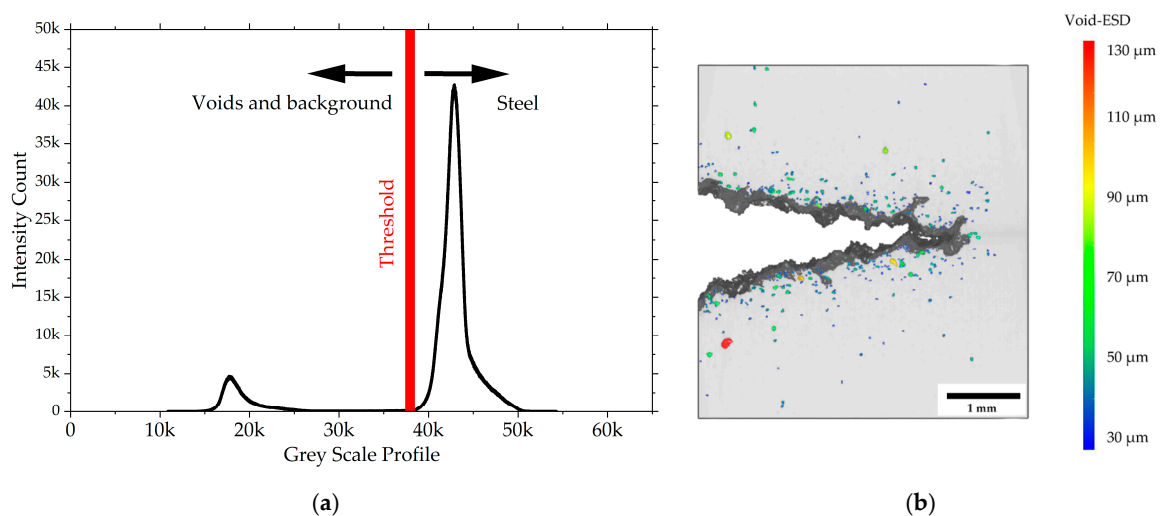 50k
45k
40k
35k
30k
25k
20k
15k
10k
5k
0
Intensity Count
Voids and background
Steel
Threshold
0 10k 20k 30k 40k 50k 60k
Grey Scale Profile
(a)
Void-ESD
130 µm
110 µm
90 µm
70 µm
50 µm
30 µm
1 mm
(b)